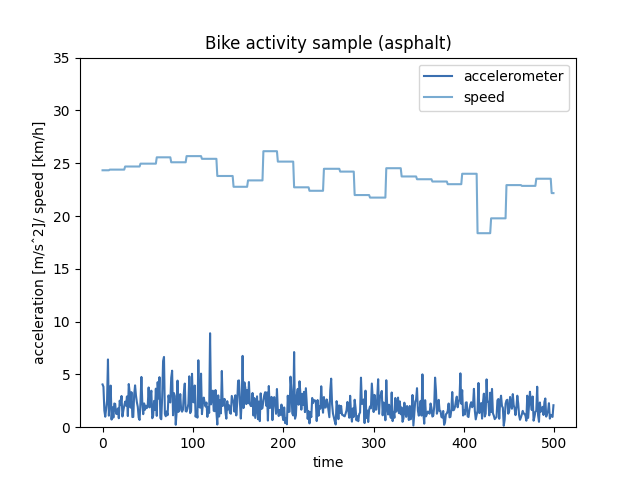 Bike activity sample (asphalt)
accelerometer
speed
35
30
25
20
15
10
5
0
acceleration [m/sˆ2]/ speed [km/h]
0
100
200
300
400
500
time